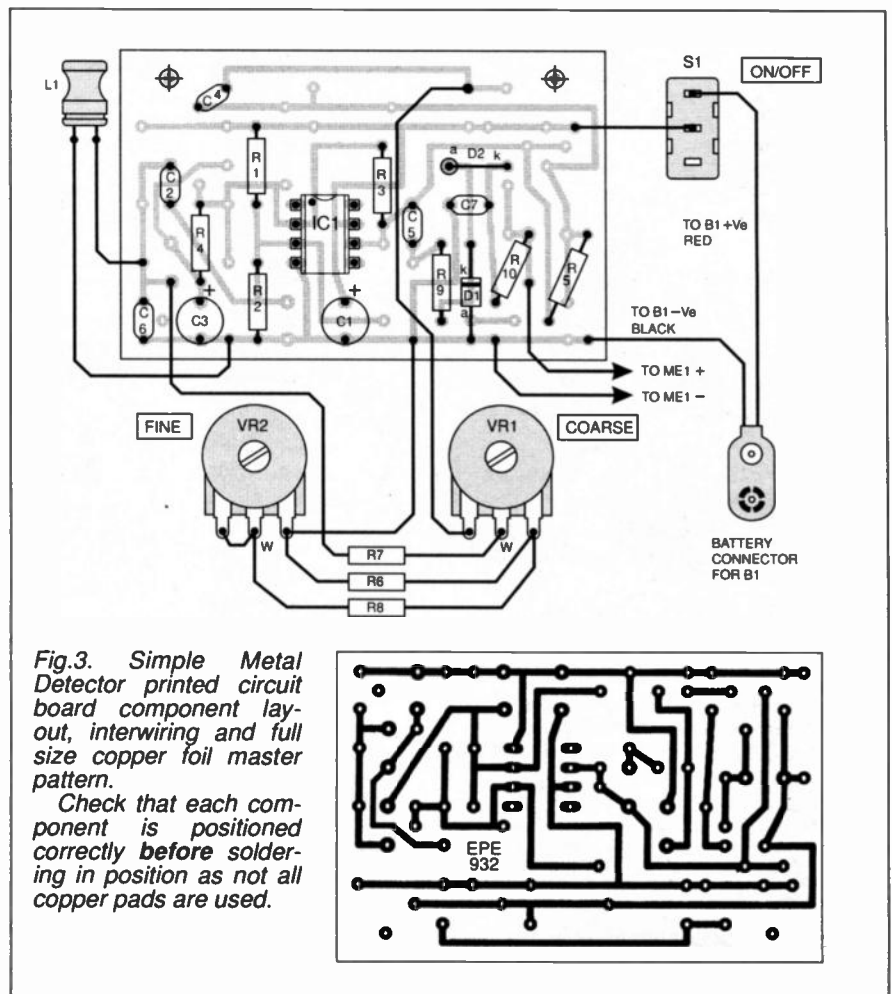 L1
C4
S1
ON/OFF
R1
a D2 k
R3
C2
IC1
C5
C7
R4
TO B1 +Ve
RED
k
R10
R5
R9
R2
+
+
D1
C6
C3
C1
a
TO B1 –Ve
BLACK
TO ME1 +
TO ME1 –
FINE
VR2
VR1
COARSE
W
W
R7
R6
R8
BATTERY
CONNECTOR
FOR B1
Fig.3. Simple Metal
Detector printed circuit
board component lay-
out, interwiring and full
size copper foil master
pattern.
Check that each com-
ponent is positioned
correctly before solder-
ing in position as not all
copper pads are used.
EPE
932